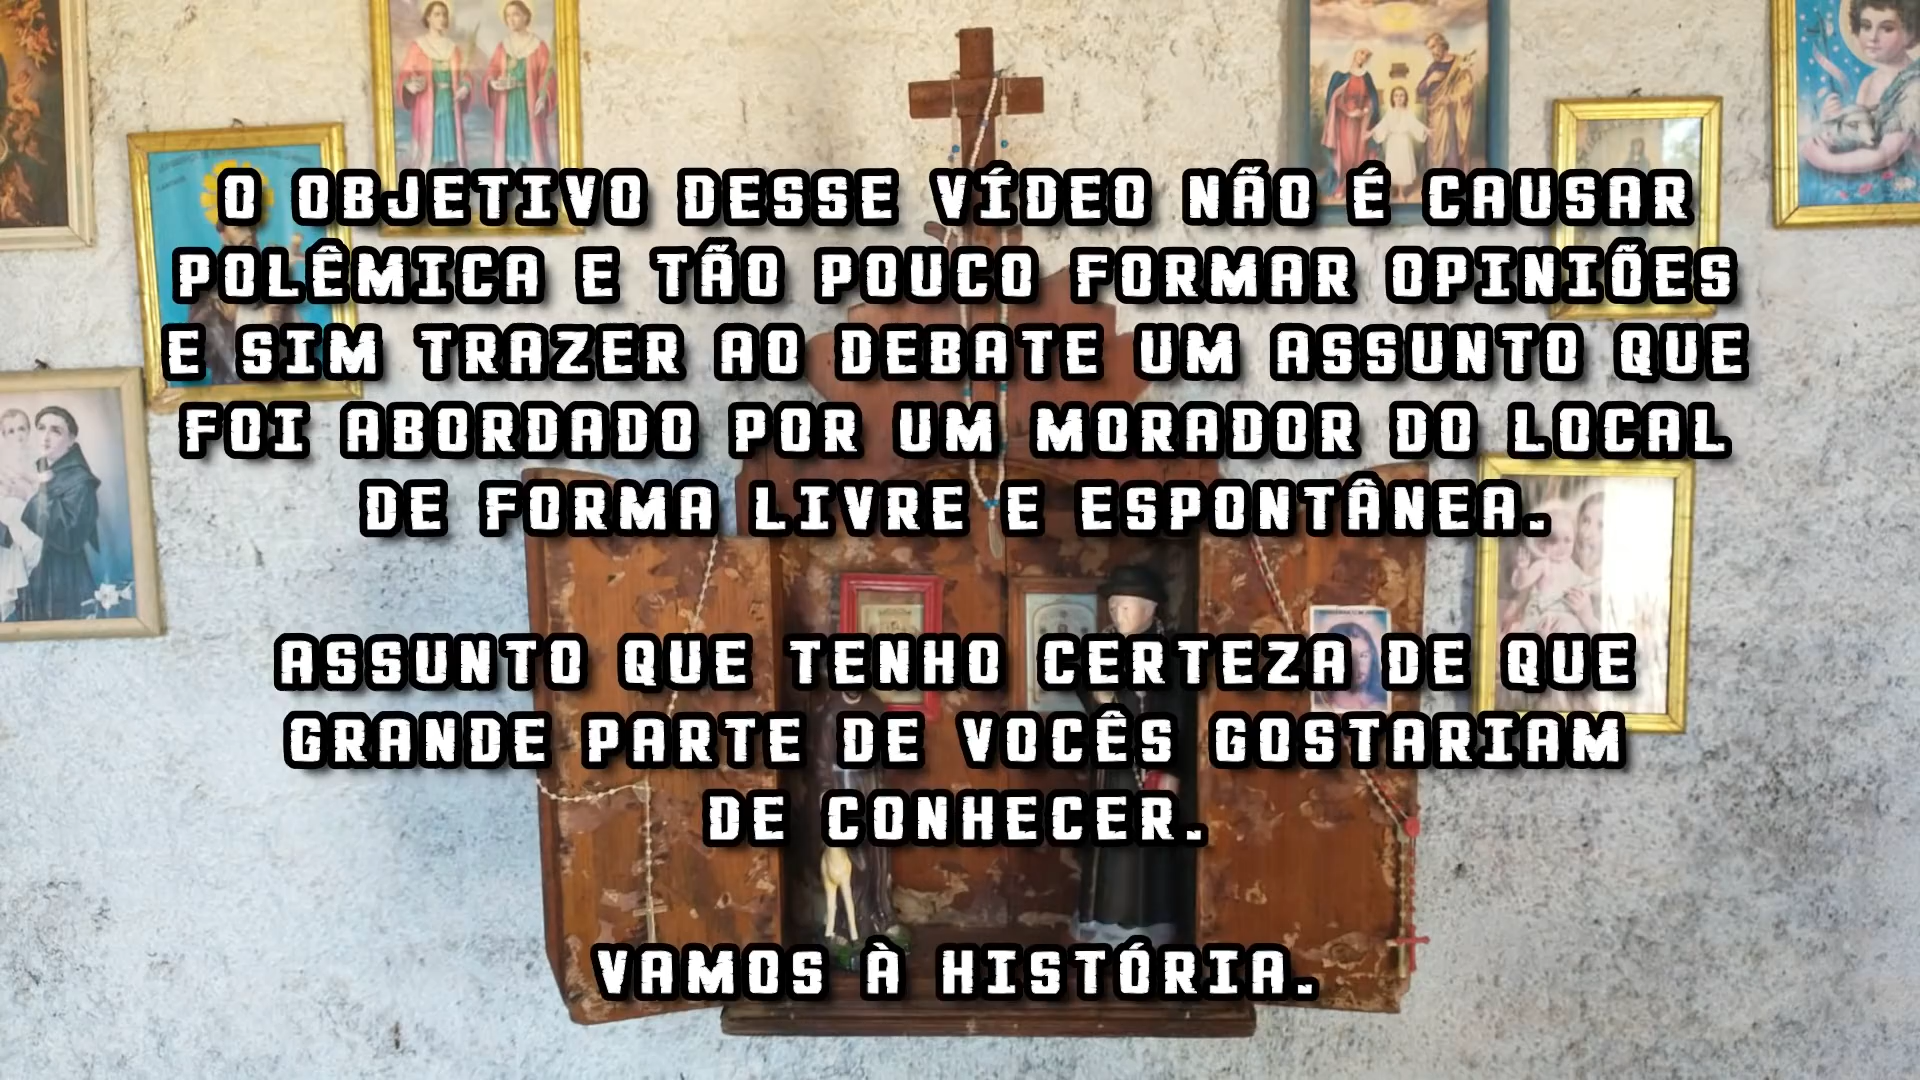 O OBJETIVO DESSE VÍDEO NÃO É CAUSAR
POLÊMICA E TÃO POUCO FORMAR OPINIÕES
E SIM TRAZER AO DEBATE UM ASSUNTO QUE
FOI ABORDADO POR UM MORADOR DO LOCAL
DE FORMA LIVRE E ESPONTÂNEA.
ASSUNTO QUE TENHO CERTEZA DE QUE
GRANDE PARTE DE VOCÊS GOSTARIAM
DE CONHECER.
VAMOS À HISTÓRIA.